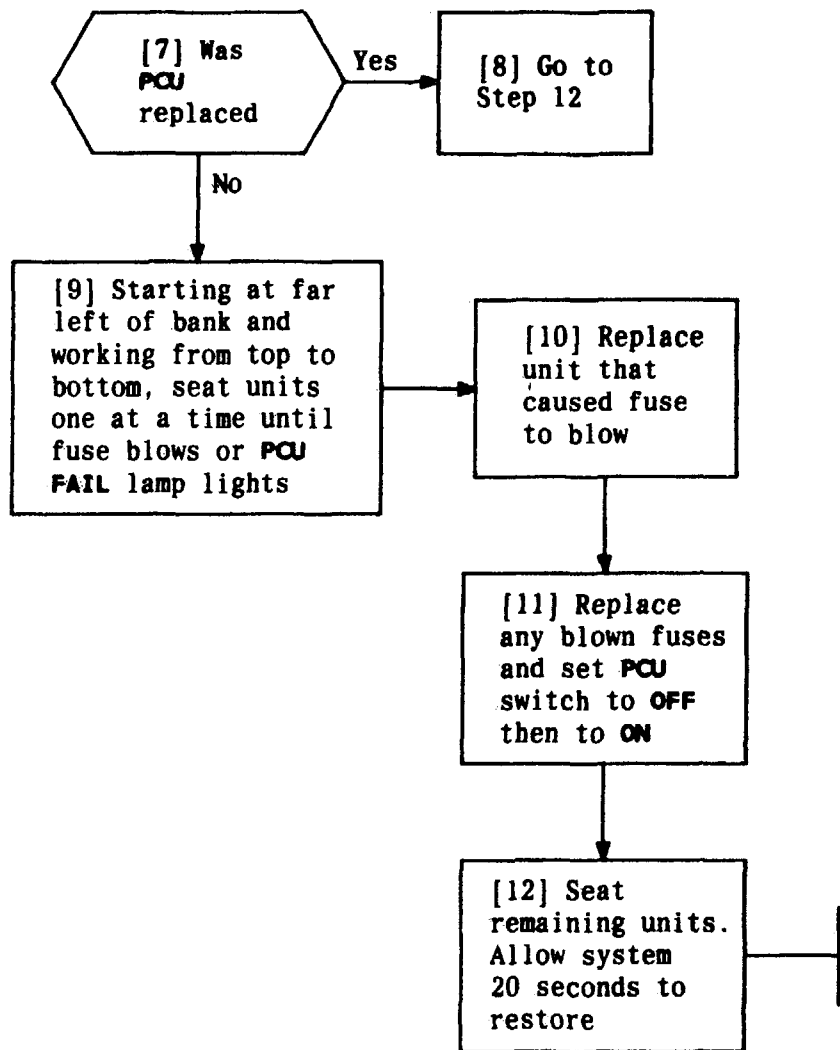 [7] Was
PCU
replaced
Yes
[8] Go to
Step 12
No
[9] Starting at far
left of bank and
working from top to
bottom, seat units
one at a time until
fuse blows or PCU
FAIL lamp lights
[10] Replace
unit that
caused fuse
to blow
[11] Replace
any blown fuses
and set PCU
switch to OFF
then to ON
[12] Seat
remaining units.
Allow system
20 seconds to
restore